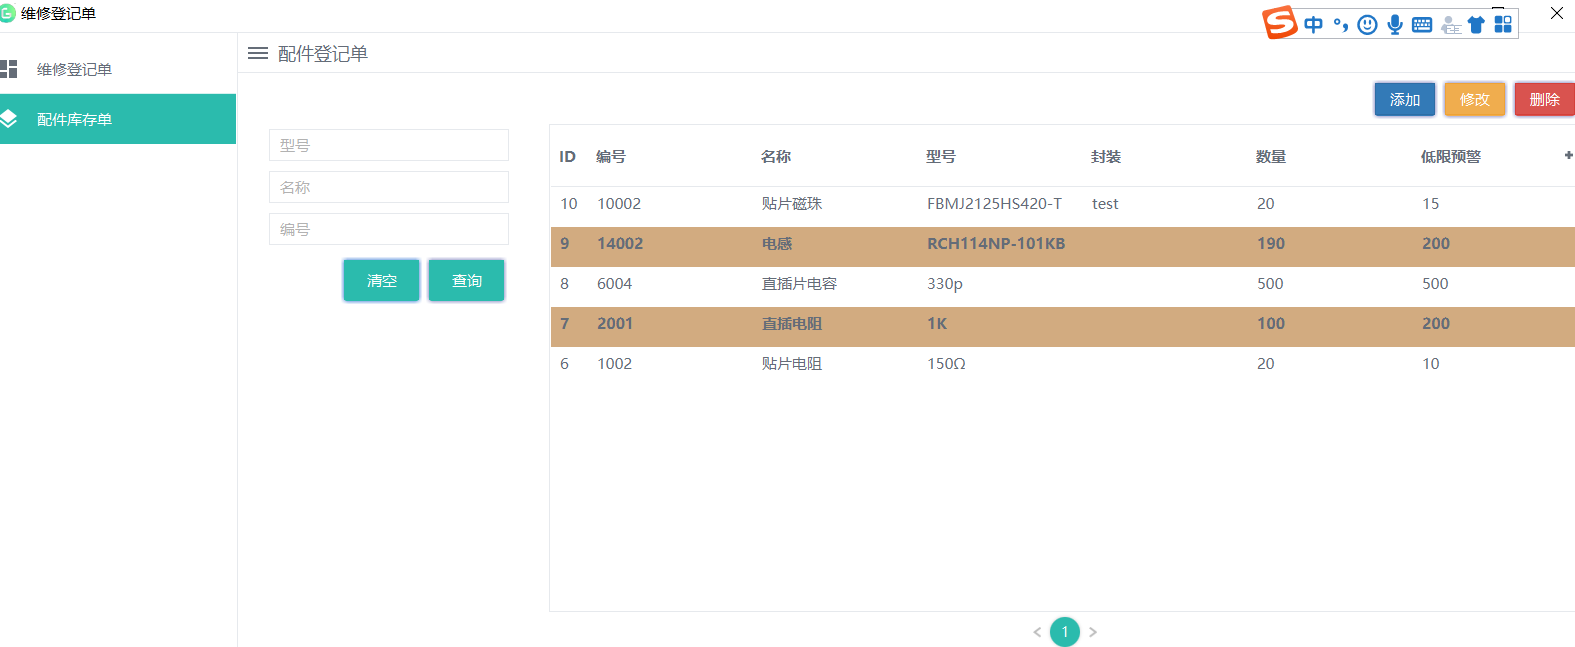 维修登记单
中
维修登记单
配件库存单
配件登记单
添加 修改 删除
型号
名称
编号
清空 查询
ID 编号 名称 型号 封装 数量 低限预警
10 10002 贴片磁珠 FBMJ2125HS420-T test 20 15
9 14002 电感 RCH114NP-101KB 190 200
8 6004 直插片电容 330p 500 500
7 2001 直插电阻 1K 100 200
6 1002 贴片电阻 150Ω 20 10
< 1 >